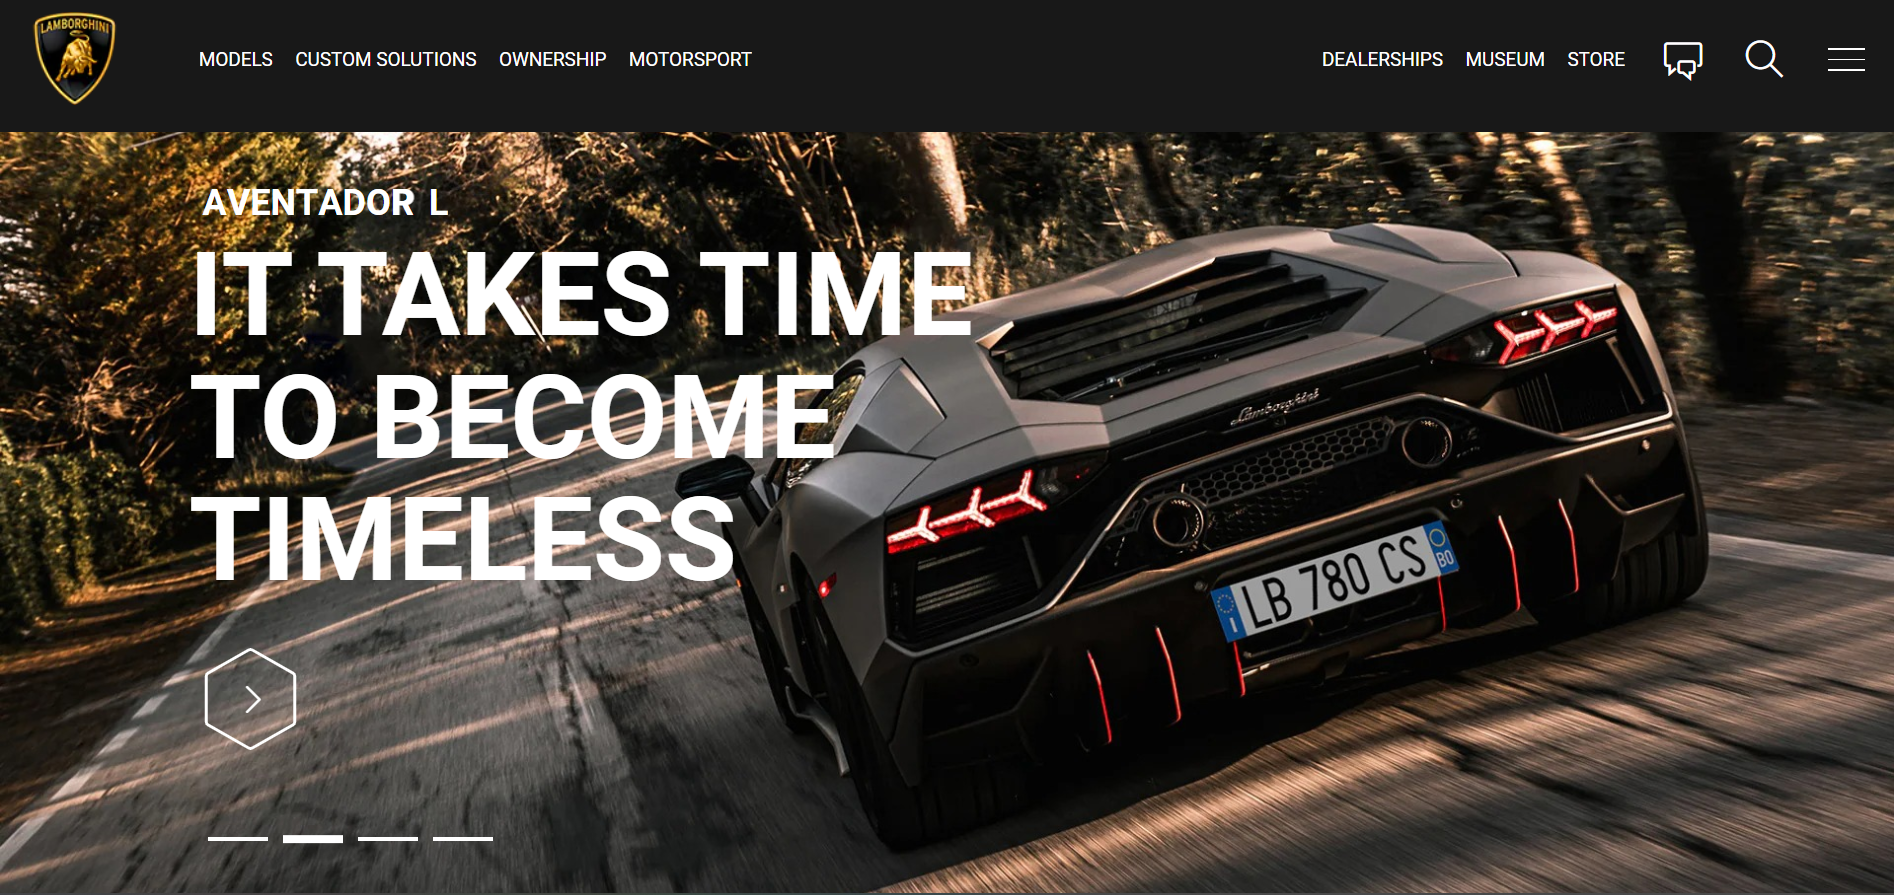 LAMBORGHINI
MODELS CUSTOM SOLUTIONS OWNERSHIP MOTORSPORT
DEALERSHIPS MUSEUM STORE
AVENTADOR L
IT TAKES TIME
TO BECOME
TIMELESS
Lamborghini
I LB 780 CS BO